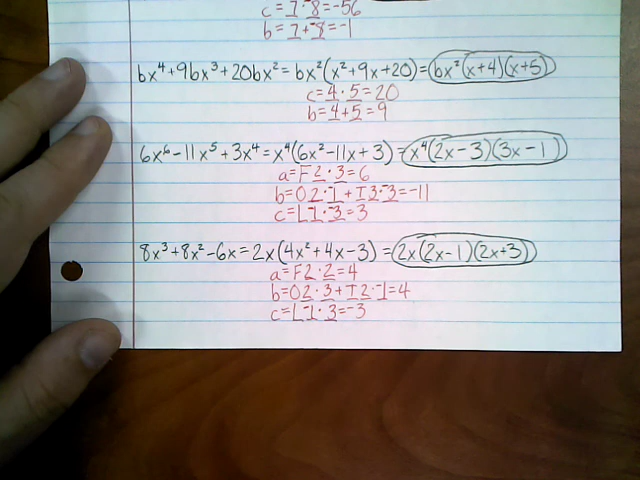 c = 7 · -8 = -56
b = 7 + -8 = -1
bx⁴ + 9bx³ + 20bx² = bx²(x² + 9x + 20) = bx²(x + 4)(x + 5)
c = 4 · 5 = 20
b = 4 + 5 = 9
6x⁶ - 11x⁵ + 3x⁴ = x⁴(6x² - 11x + 3) = x⁴(2x - 3)(3x - 1)
a = F 2 · 3 = 6
b = O 2 · -1 + I 3 · -3 = -11
c = L -1 · -3 = 3
8x³ + 8x² - 6x = 2x(4x² + 4x - 3) = 2x(2x - 1)(2x + 3)
a = F 2 · 2 = 4
b = O 2 · 3 + I 2 · -1 = 4
c = L -1 · 3 = -3